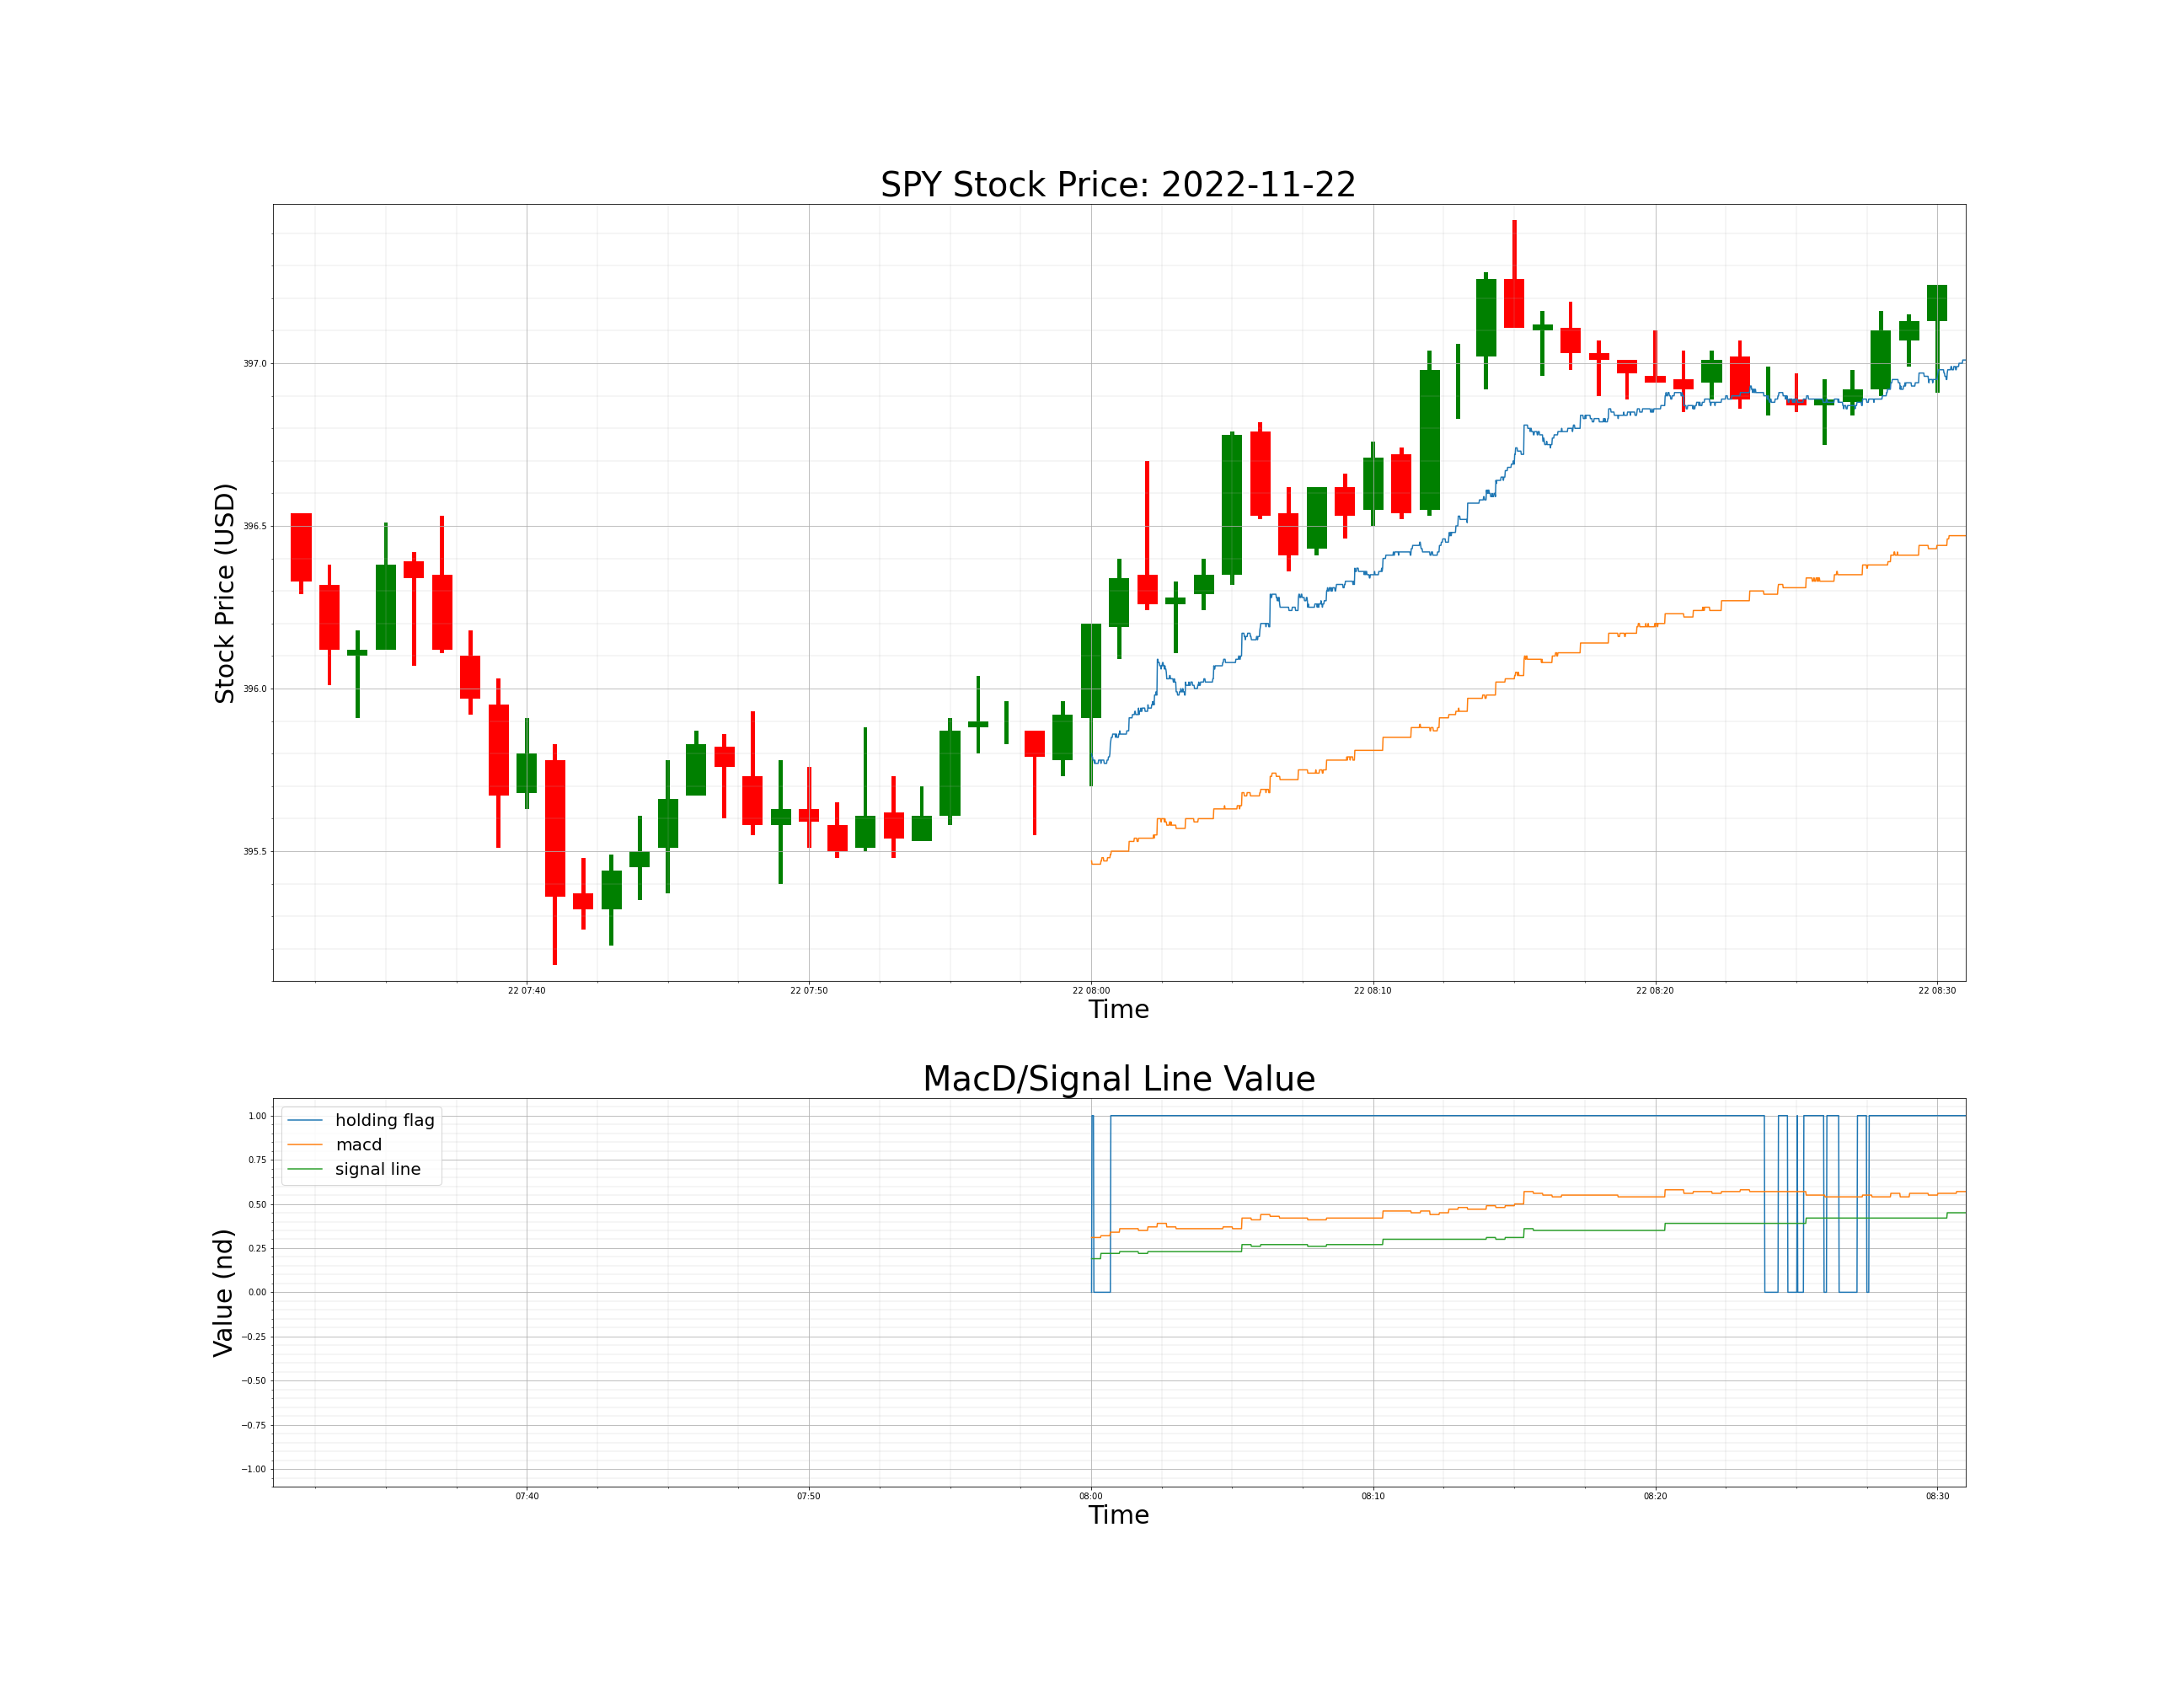 SPY Stock Price: 2022-11-22
Stock Price (USD)
397.0
396.5
396.0
395.5
22 07:40 22 07:50 22 08:00 22 08:10 22 08:20 22 08:30
Time
MacD/Signal Line Value
holding flag
macd
signal line
Value (nd)
1.00
0.75
0.50
0.25
0.00
−0.25
−0.50
−0.75
−1.00
07:40 07:50 08:00 08:10 08:20 08:30
Time